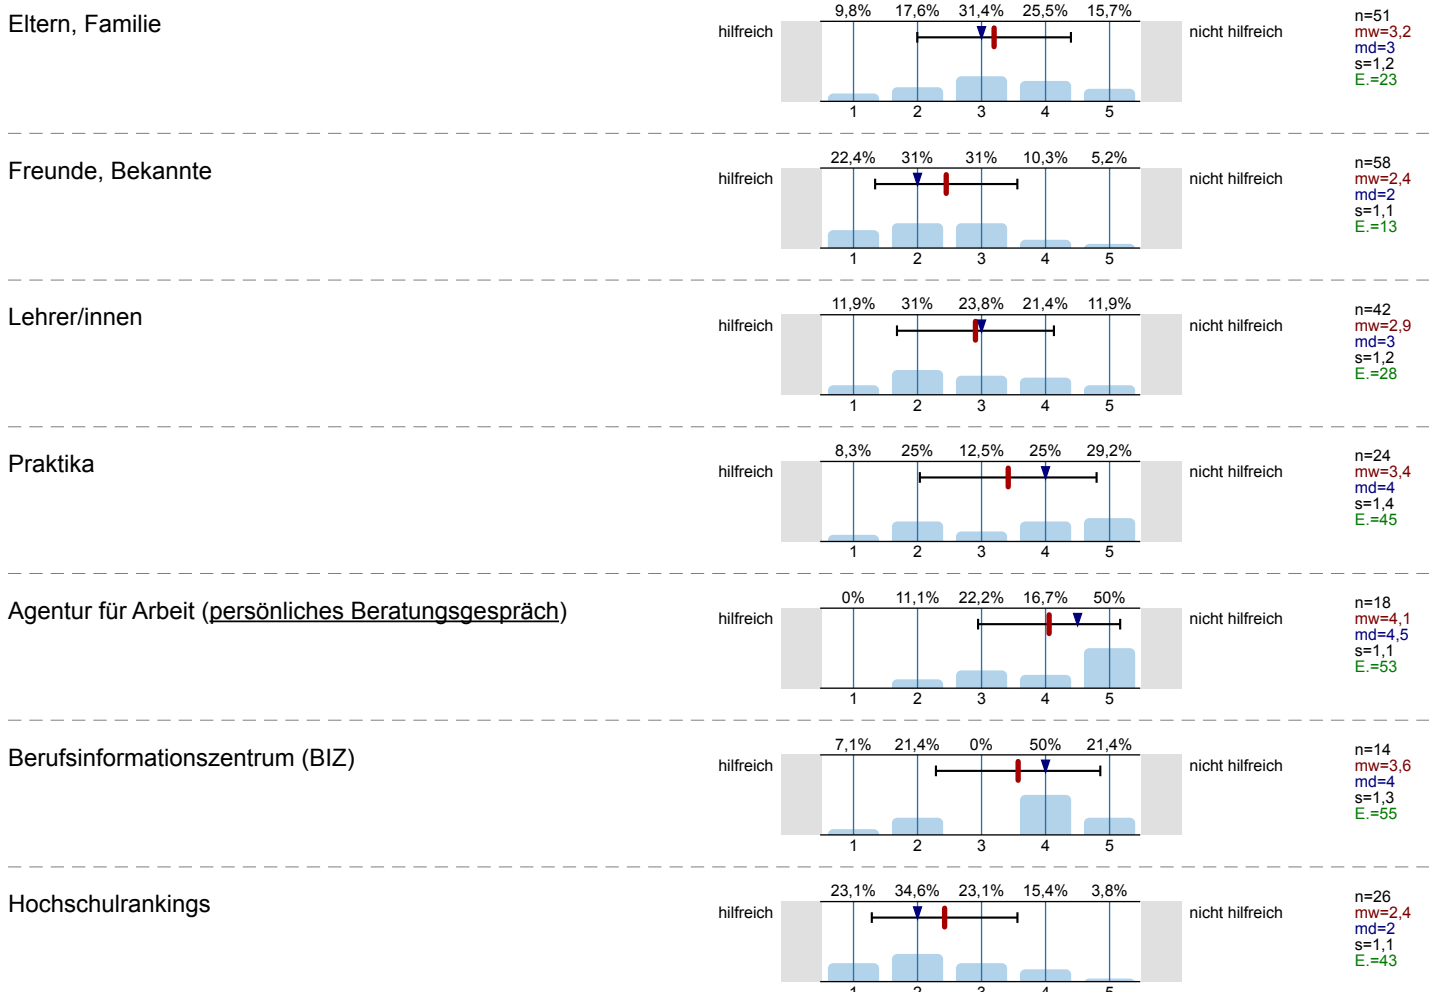 Eltern, Familie
9,8% 17,6% 31,4% 25,5% 15,7%
hilfreich
nicht hilfreich
1 2 3 4 5
n=51
mw=3,2
md=3
s=1,2
E.=23
Freunde, Bekannte
22,4% 31% 31% 10,3% 5,2%
hilfreich
nicht hilfreich
1 2 3 4 5
n=58
mw=2,4
md=2
s=1,1
E.=13
Lehrer/innen
11,9% 31% 23,8% 21,4% 11,9%
hilfreich
nicht hilfreich
1 2 3 4 5
n=42
mw=2,9
md=3
s=1,2
E.=28
Praktika
8,3% 25% 12,5% 25% 29,2%
hilfreich
nicht hilfreich
1 2 3 4 5
n=24
mw=3,4
md=4
s=1,4
E.=45
Agentur für Arbeit (persönliches Beratungsgespräch)
0% 11,1% 22,2% 16,7% 50%
hilfreich
nicht hilfreich
1 2 3 4 5
n=18
mw=4,1
md=4,5
s=1,1
E.=53
Berufsinformationszentrum (BIZ)
7,1% 21,4% 0% 50% 21,4%
hilfreich
nicht hilfreich
1 2 3 4 5
n=14
mw=3,6
md=4
s=1,3
E.=55
Hochschulrankings
23,1% 34,6% 23,1% 15,4% 3,8%
hilfreich
nicht hilfreich
1 2 3 4 5
n=26
mw=2,4
md=2
s=1,1
E.=43